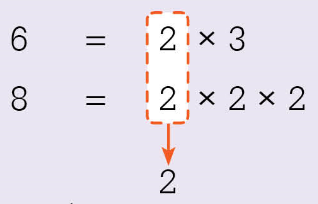 6 = 2 × 3
8 = 2 × 2 × 2
2